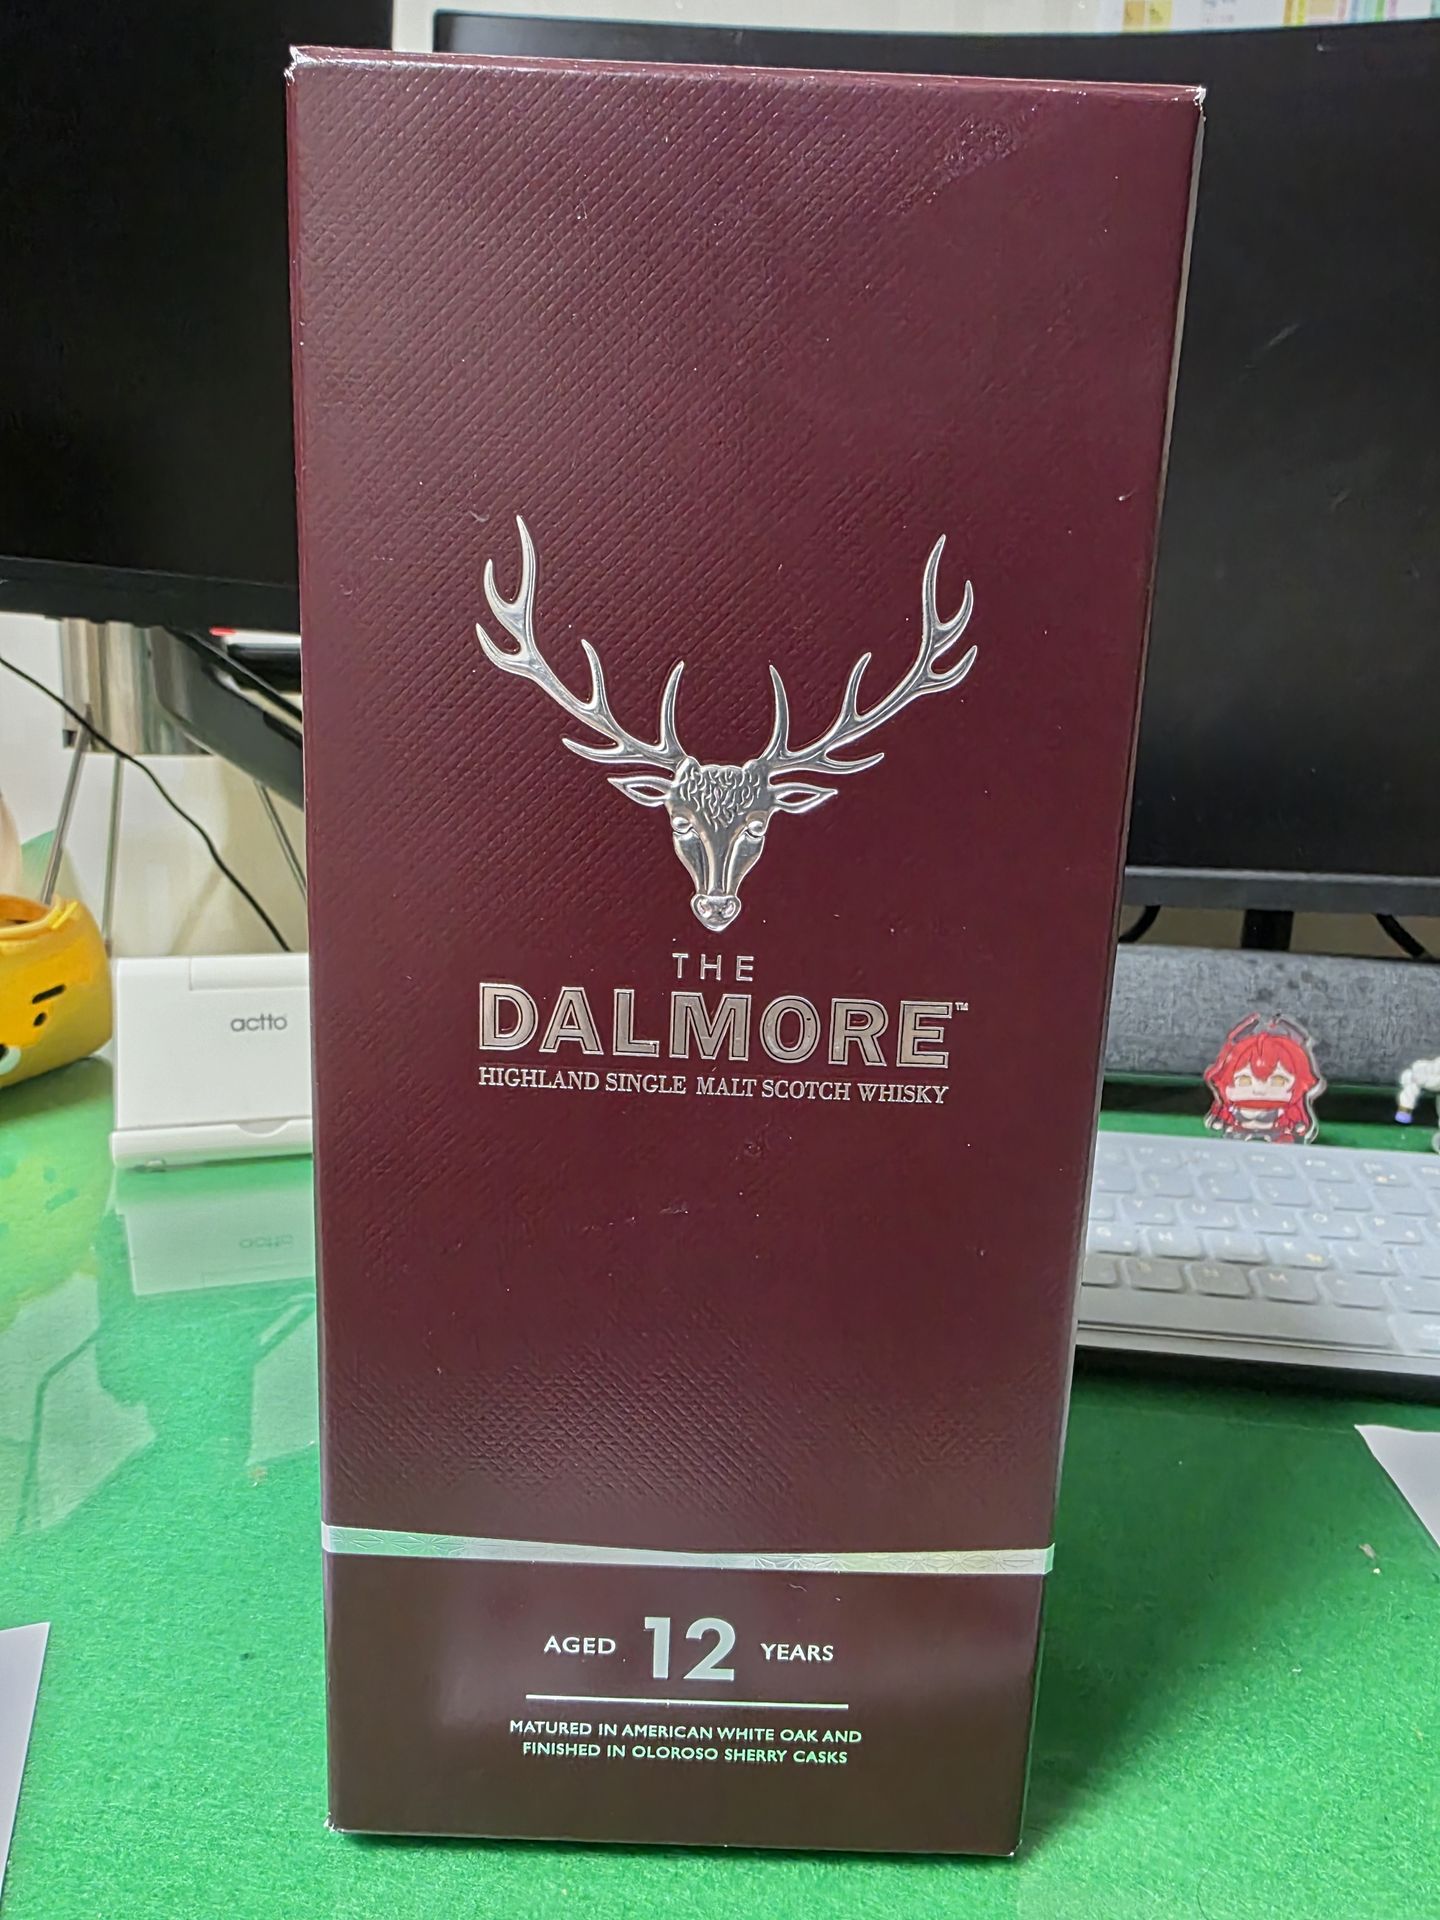 THE
DALMORE™
HIGHLAND SINGLE MALT SCOTCH WHISKY
AGED 12 YEARS
MATURED IN AMERICAN WHITE OAK AND
FINISHED IN OLOROSO SHERRY CASKS
actto